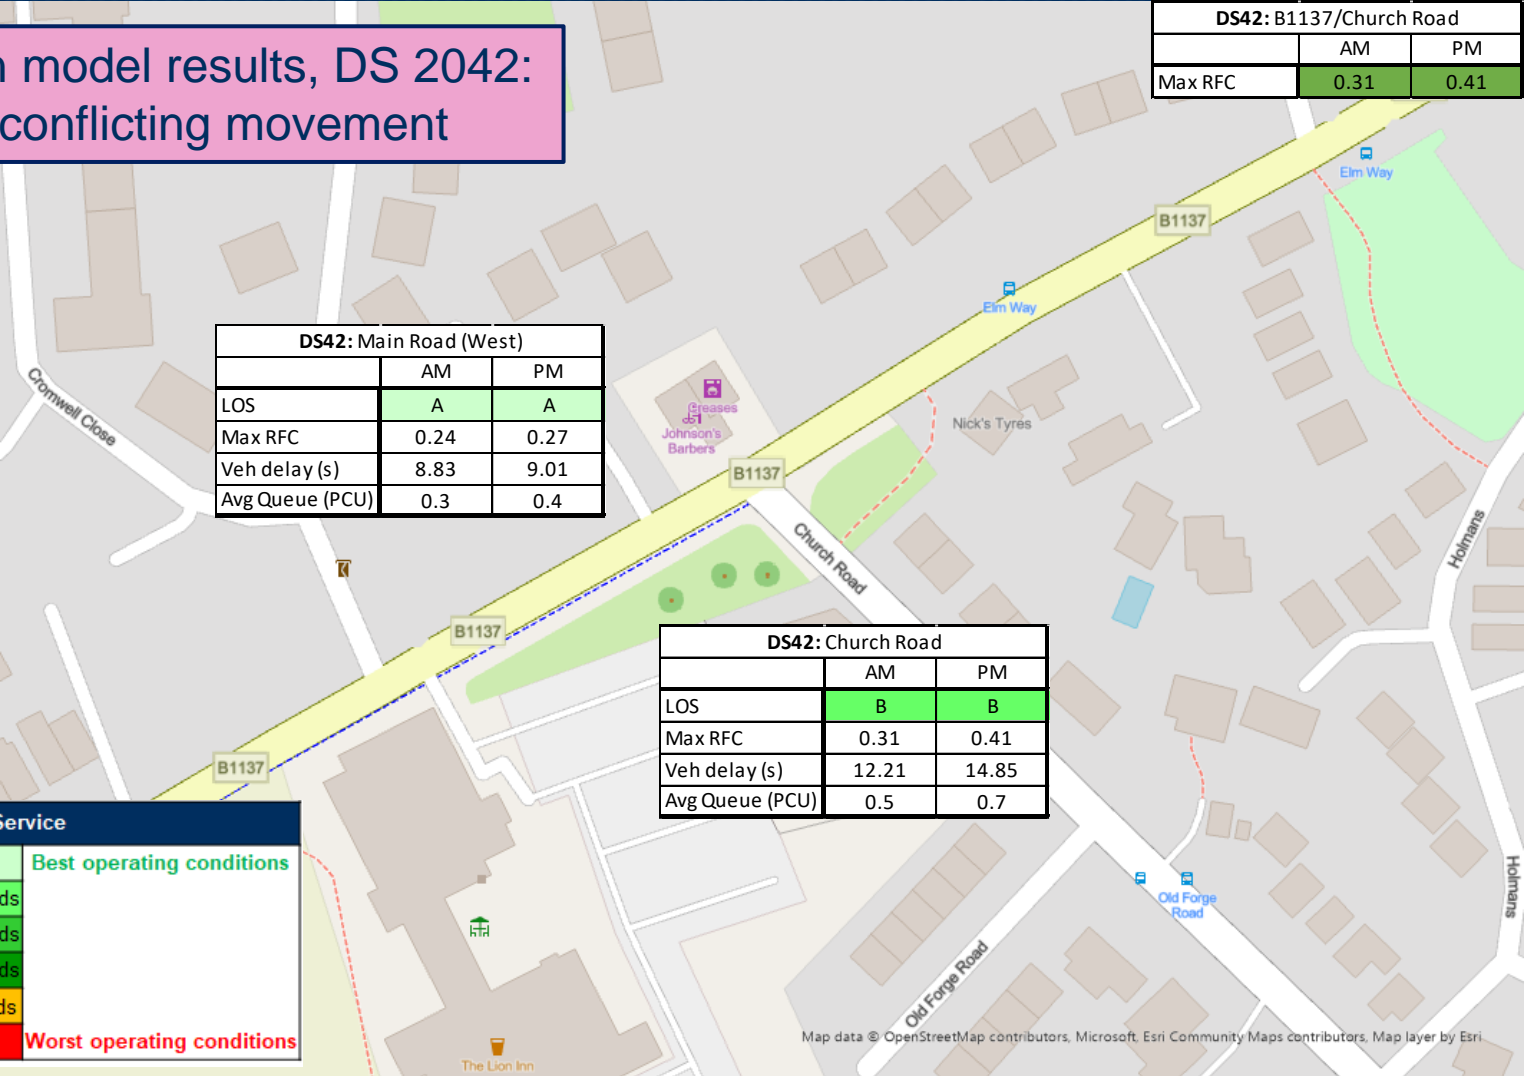 DS42: B1137/Church Road
AM PM
Max RFC 0.31 0.41
model results, DS 2042:
conflicting movement
Elm Way
B1137
Elm Way
DS42: Main Road (West)
AM PM
LOS A A
Max RFC 0.24 0.27
Veh delay (s) 8.83 9.01
Avg Queue (PCU) 0.3 0.4
Cromwell Close
Greases
Johnson's
Barbers
Nick's Tyres
B1137
Church Road
Holmans
B1137
DS42: Church Road
AM PM
LOS B B
Max RFC 0.31 0.41
Veh delay (s) 12.21 14.85
Avg Queue (PCU) 0.5 0.7
B1137
Service
Best operating conditions
ds
ds
ds
ds
Worst operating conditions
Old Forge
Road
Holmans
Old Forge Road
The Lion Inn
Map data © OpenStreetMap contributors, Microsoft, Esri Community Maps contributors, Map layer by Esri